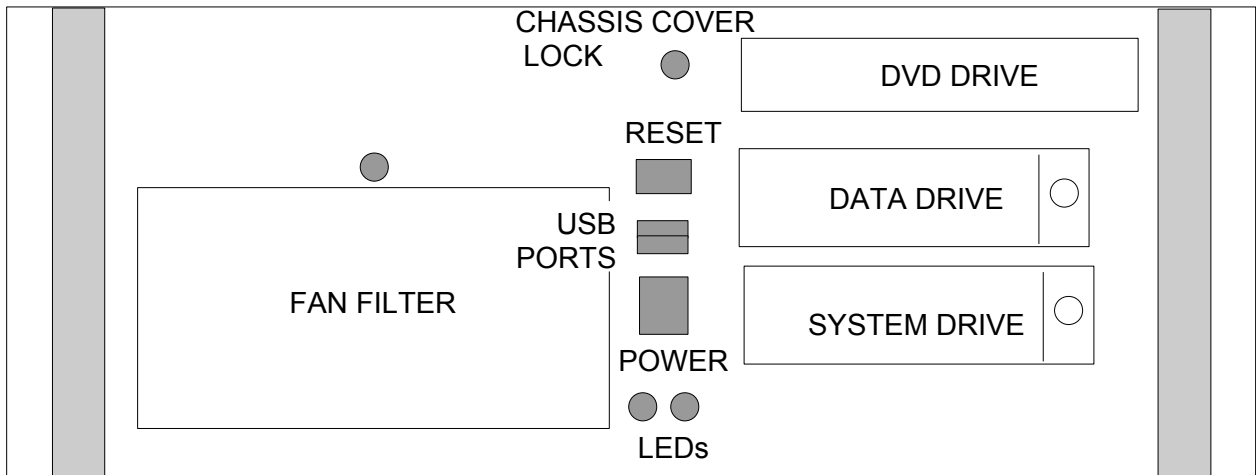 CHASSIS COVER
LOCK
DVD DRIVE
RESET
DATA DRIVE
USB
PORTS
FAN FILTER
SYSTEM DRIVE
POWER
LEDs